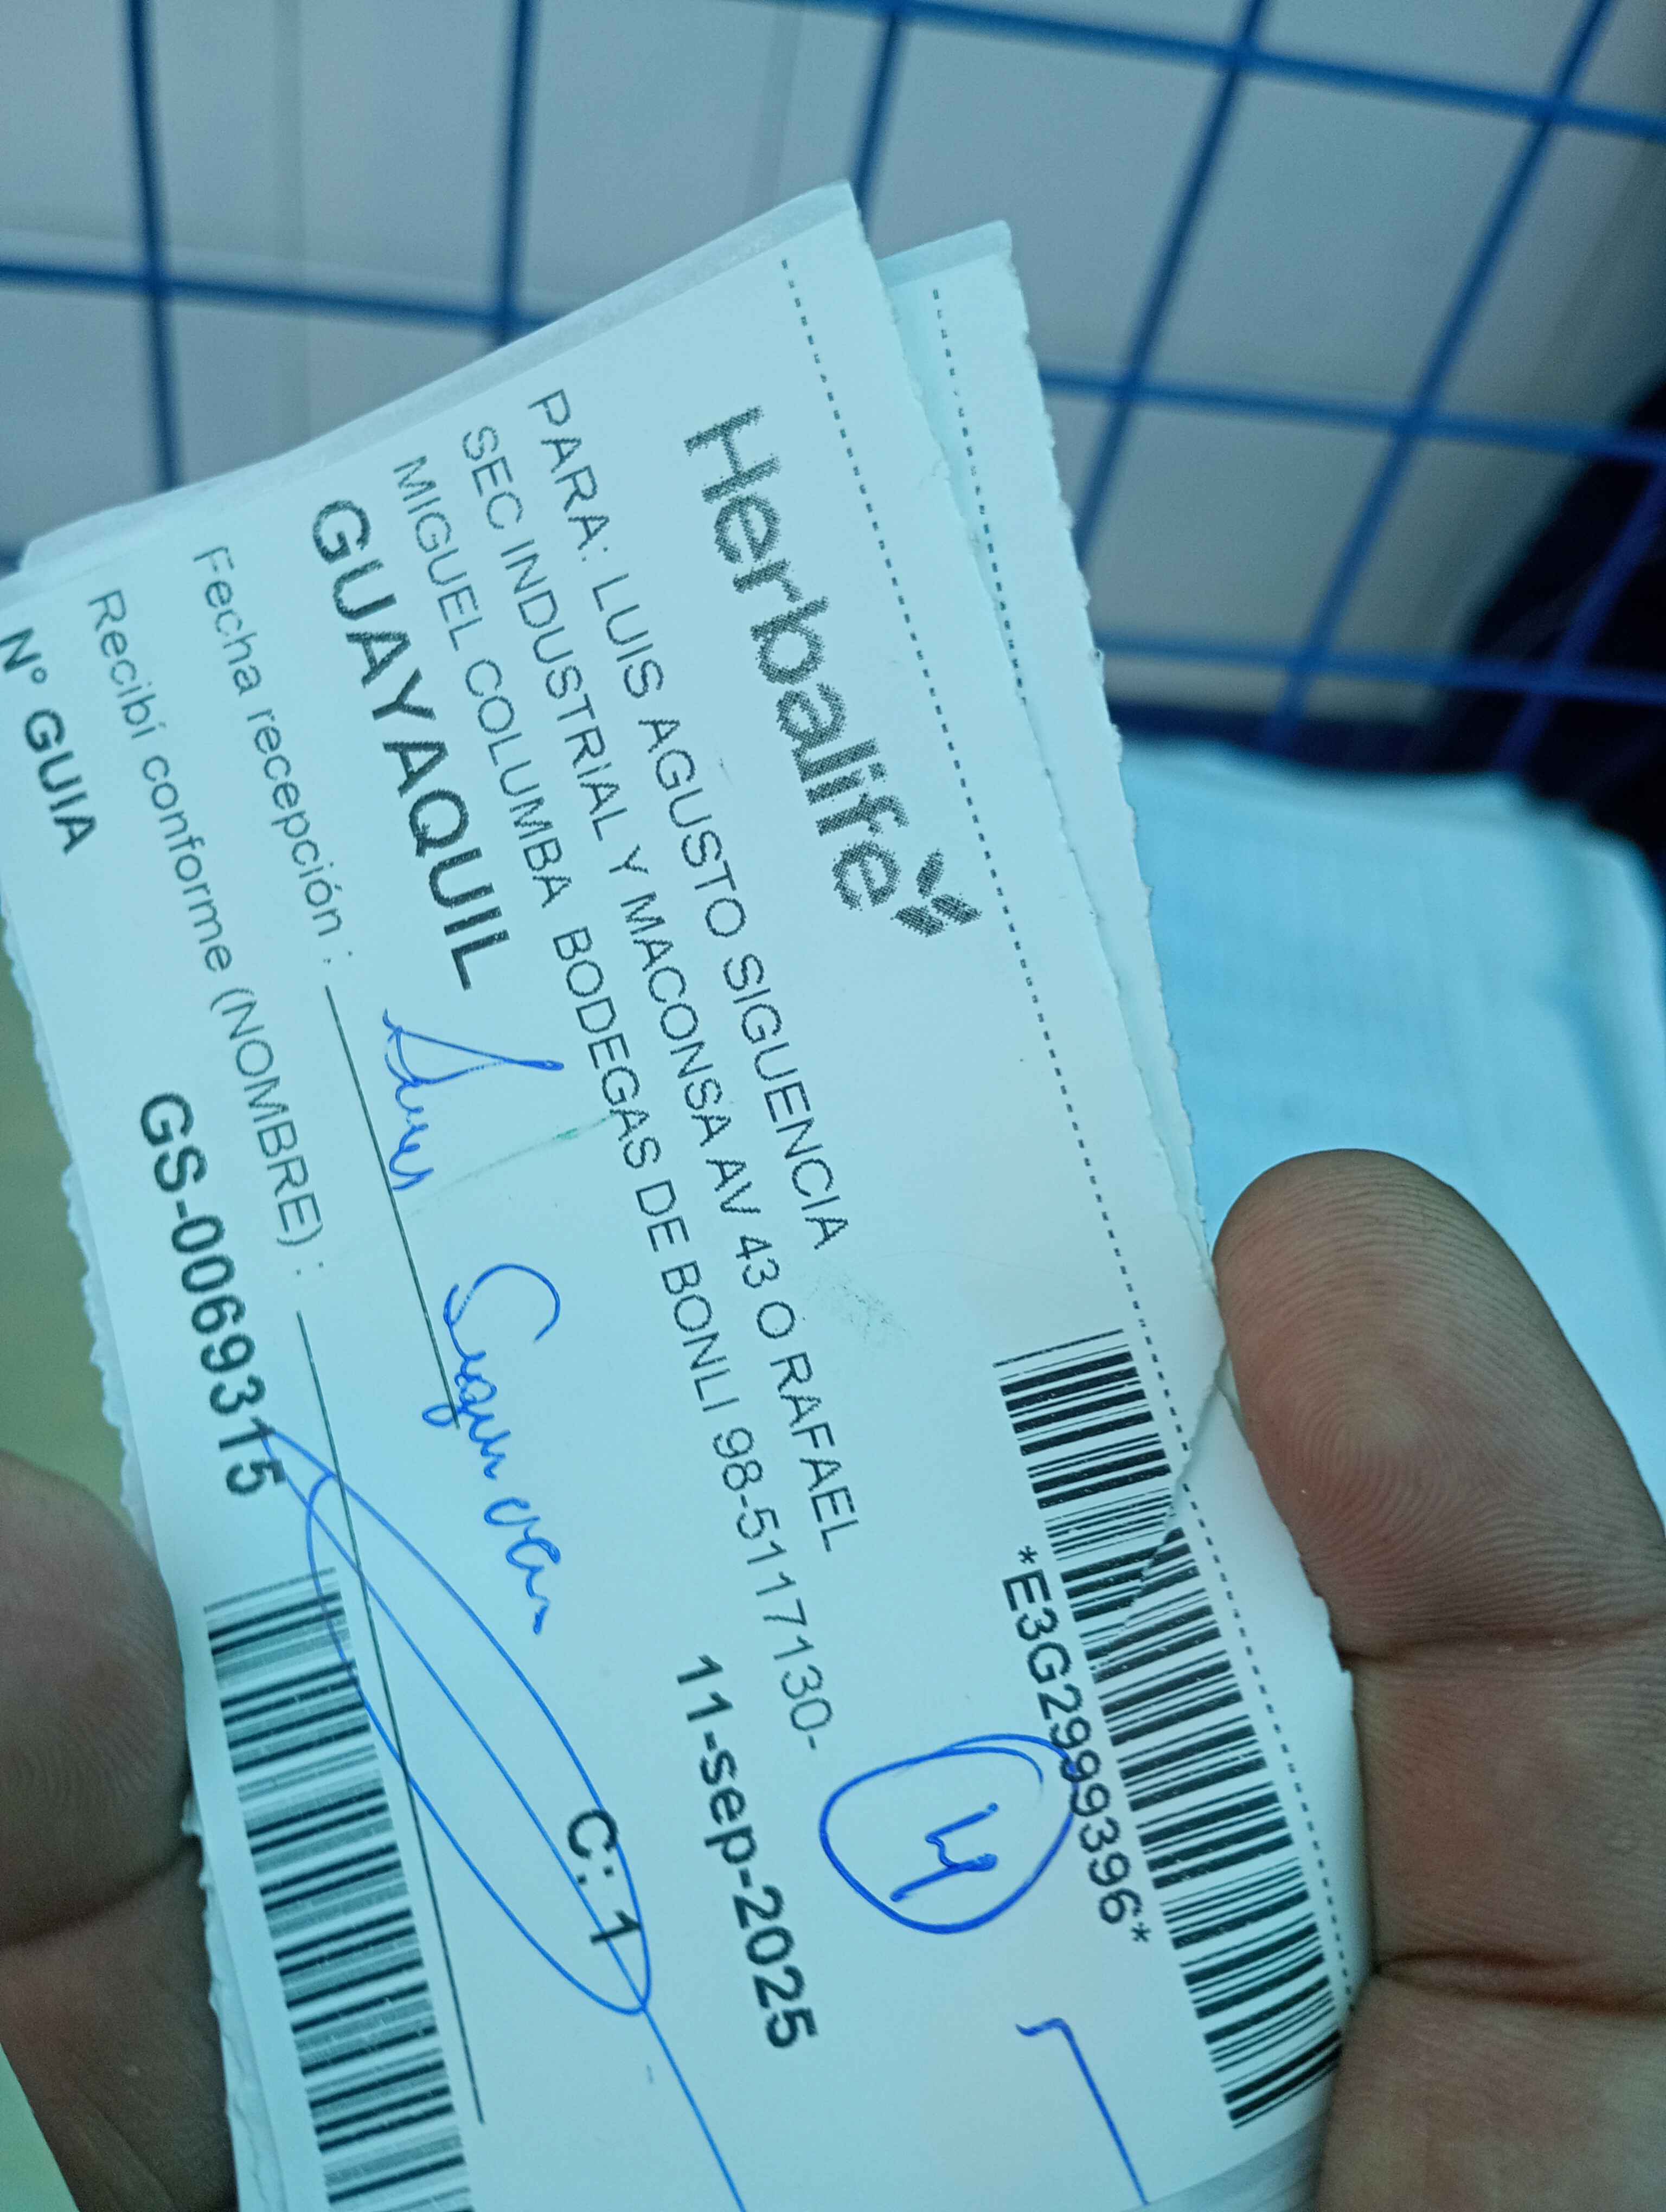 Herbalife
*E3G2999396*
4
PARA: LUIS AGUSTO SIGUENCIA
SEC INDUSTRIAL Y MACONSA AV 43 O RAFAEL
MIGUEL COLUMBA BODEGAS DE BONLI 98-5117130-
GUAYAQUIL
11-sep-2025
Fecha recepción :
C: 1
Recibí conforme (NOMBRE) :
Nº GUIA
GS-0069315